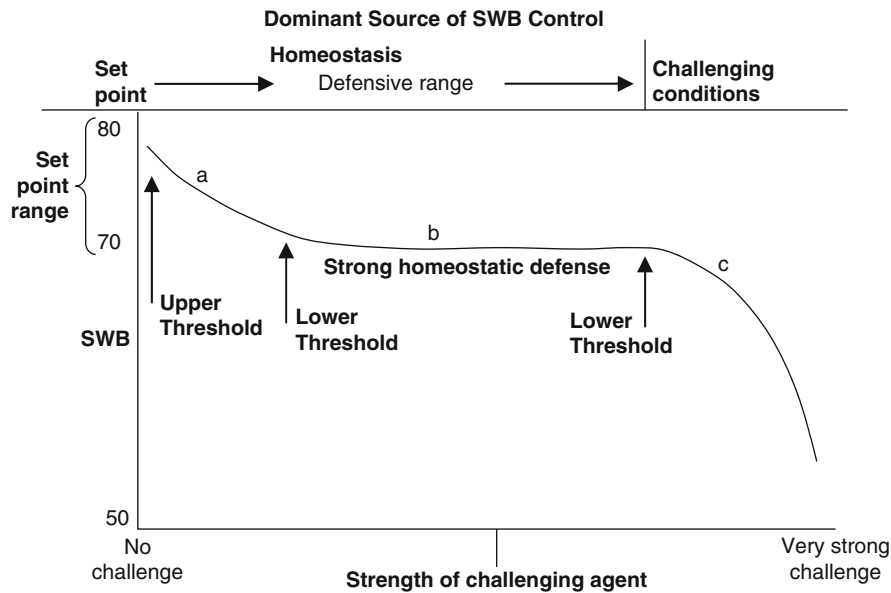 Dominant Source of SWB Control
Set
point
Homeostasis
Defensive range
Challenging
conditions
80
Set
point
range
70
a
b
c
Strong homeostatic defense
Upper
Threshold
Lower
Threshold
Lower
Threshold
SWB
50
No
challenge
Strength of challenging agent
Very strong
challenge